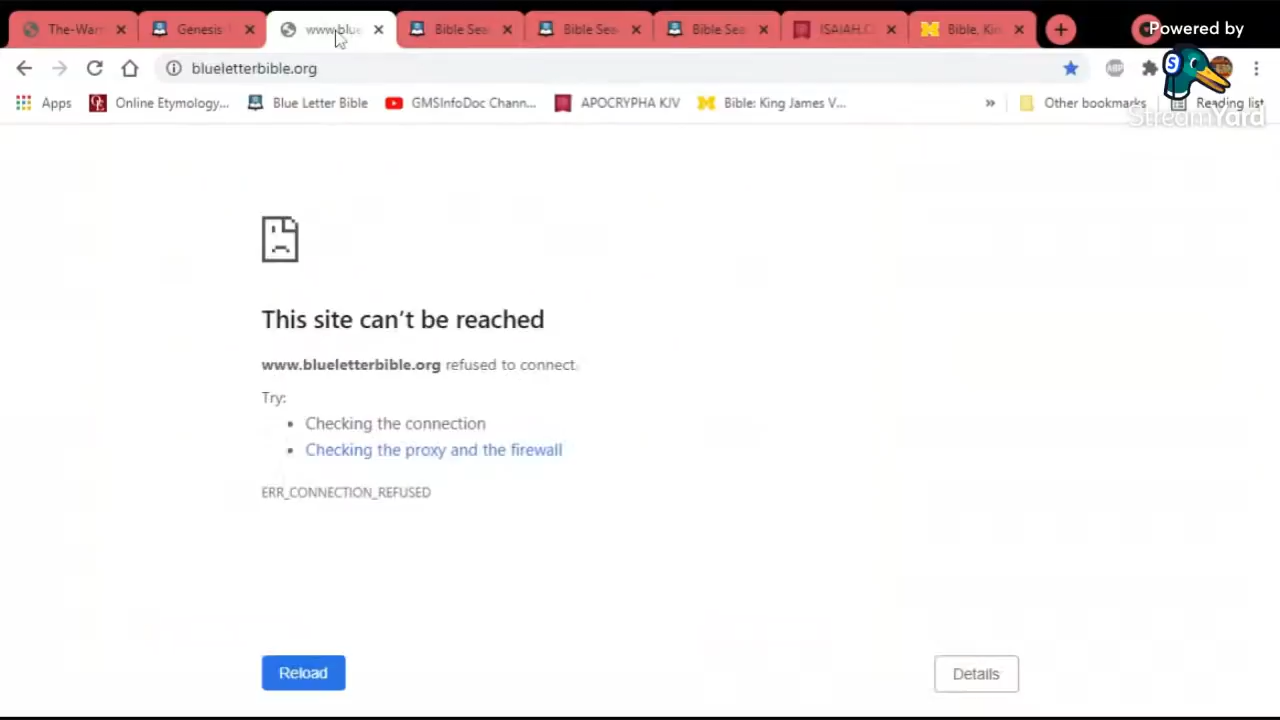 The-Warr
Genesis
www.blue
Bible Sea
Bible Sea
Bible Sea
ISAIAH.C
Bible, Kin
Powered by
StreamYard
blueletterbible.org
ABP
Apps
Online Etymology...
Blue Letter Bible
GMSInfoDoc Chann...
APOCRYPHA KJV
Bible: King James V...
»
Other bookmarks
Reading list
This site can't be reached
www.blueletterbible.org refused to connect.
Try:
• Checking the connection
• Checking the proxy and the firewall
ERR_CONNECTION_REFUSED
Reload
Details